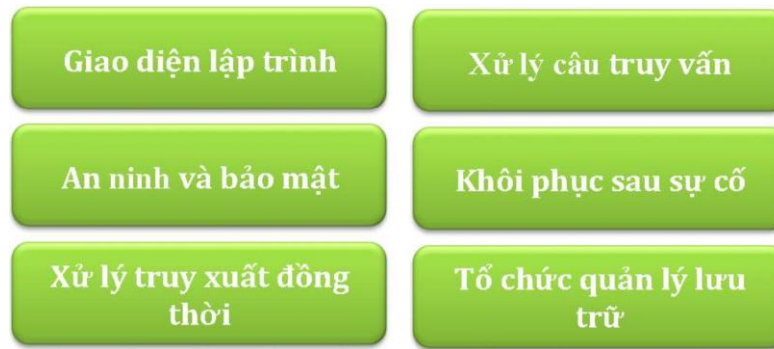 Giao diện lập trình
Xử lý câu truy vấn
An ninh và bảo mật
Khôi phục sau sự cố
Xử lý truy xuất đồng
thời
Tổ chức quản lý lưu
trữ